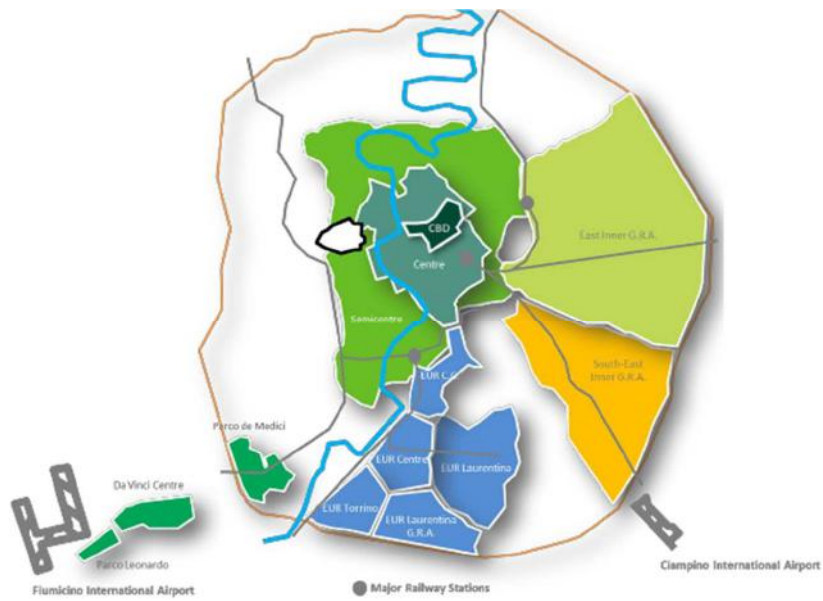 CBD
East Inner G.R.A.
Centre
Semicentre
South-East
Inner G.R.A.
EUR C.C
Parco de Medici
EUR Centre
EUR Laurentina
Da Vinci Centre
EUR Torrino
EUR Laurentina
G.R.A.
Parco Leonardo
Ciampino International Airport
Fiumicino International Airport
Major Railway Stations